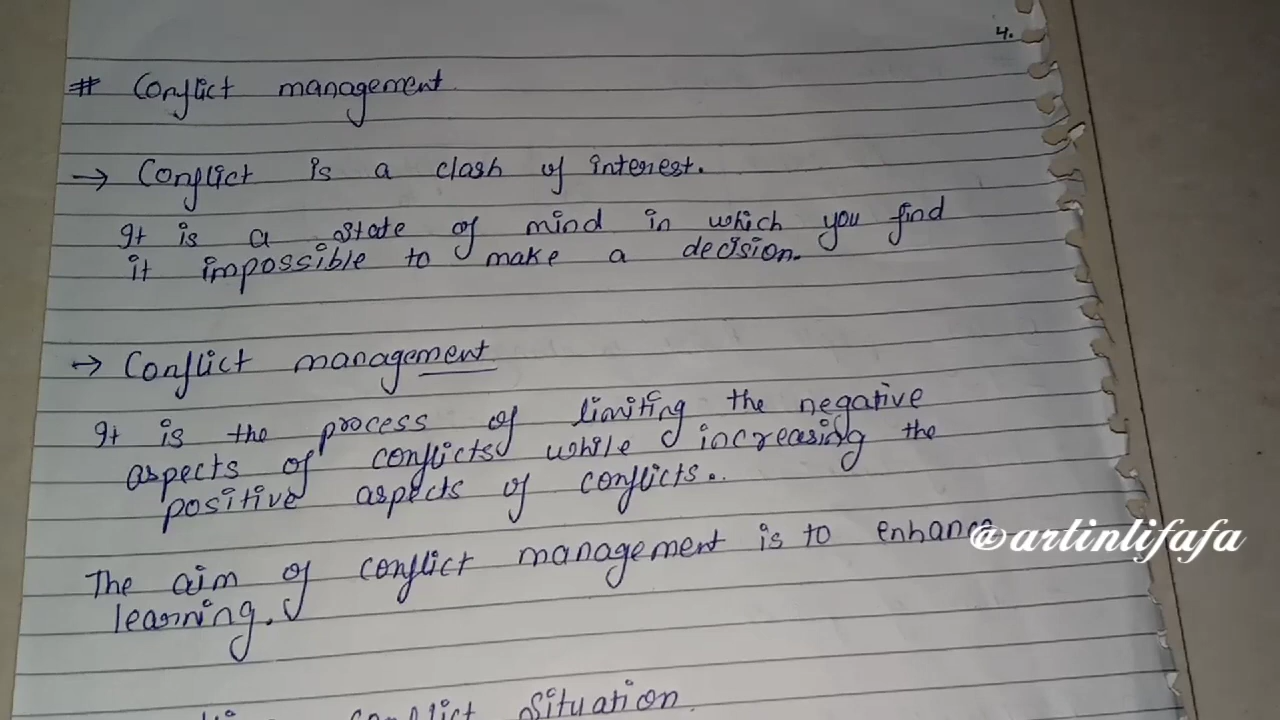 4.
# Conflict management
→ Conflict is a clash of interest.
It is a state of mind in which you find
it impossible to make a decision.
→ Conflict management
It is the process of limiting the negative
aspects of conflicts while increasing the
positive aspects of conflicts.
The aim of conflict management is to enhance
@artinlifafa
learning.
conflict situation